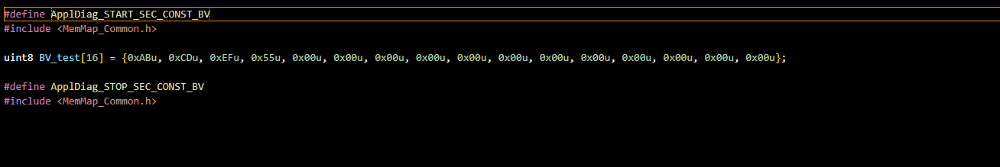 #define ApplDiag_START_SEC_CONST_BV
#include <MemMap_Common.h>
uint8 BV_test[16] = {0xABu, 0xCDu, 0xEFu, 0x55u, 0x00u, 0x00u, 0x00u, 0x00u, 0x00u, 0x00u, 0x00u, 0x00u, 0x00u, 0x00u, 0x00u, 0x00u};
#define ApplDiag_STOP_SEC_CONST_BV
#include <MemMap_Common.h>